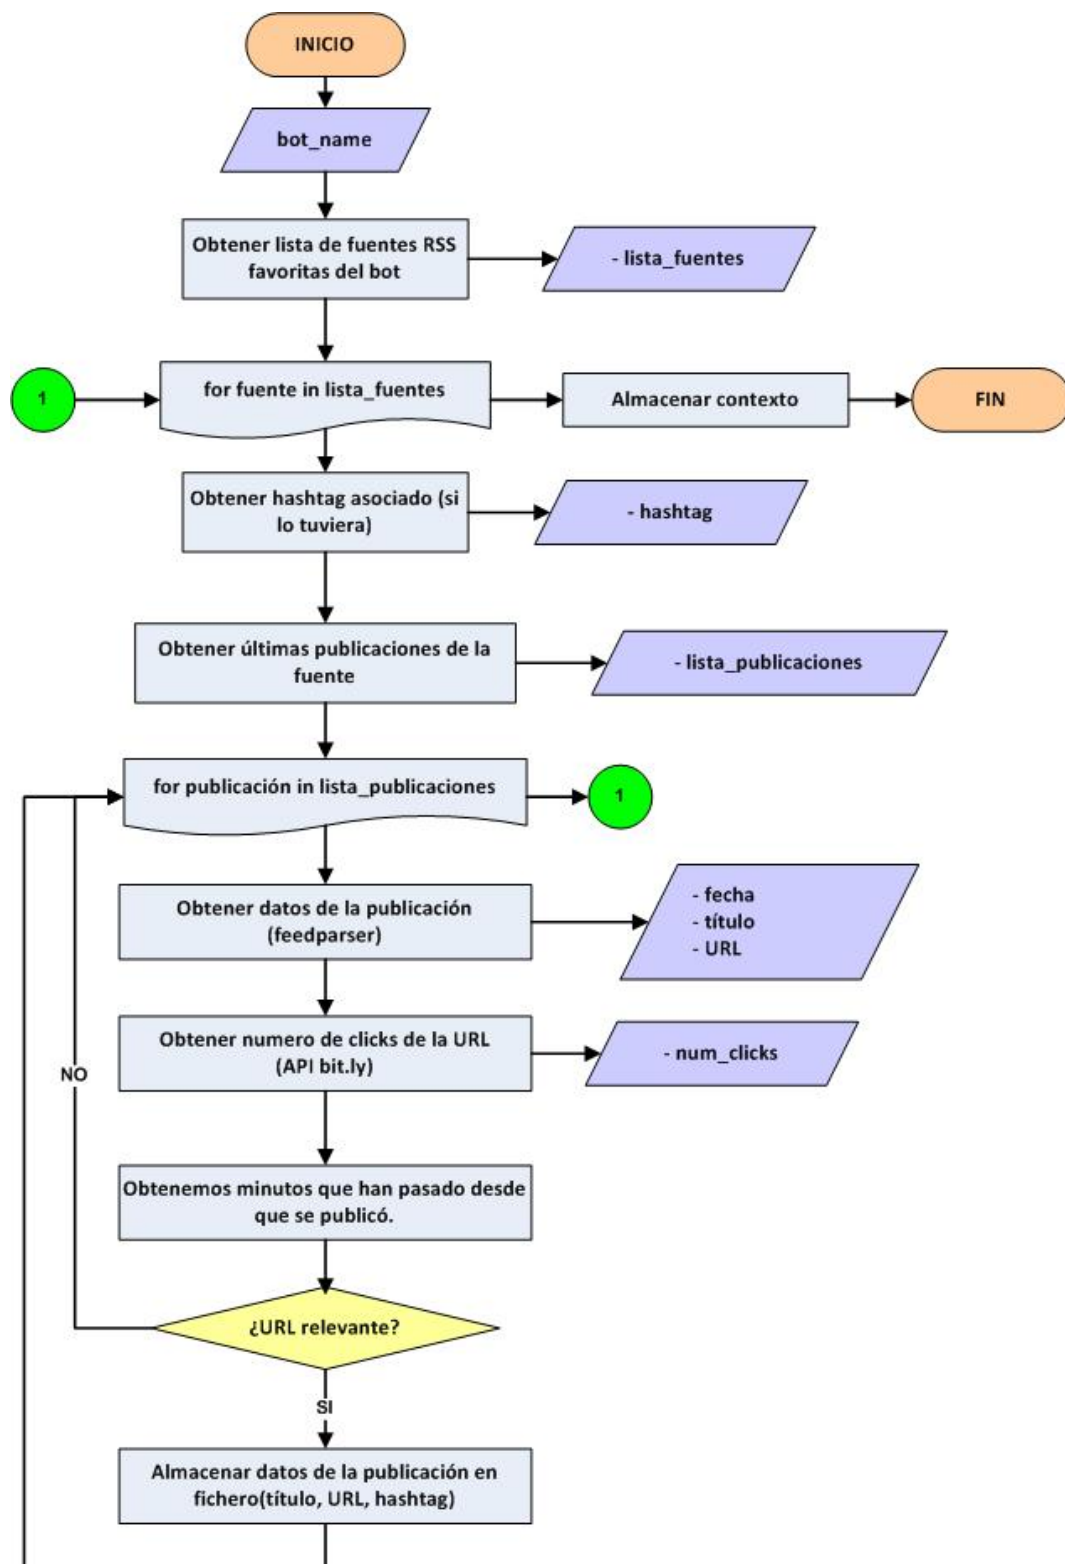 INICIO
bot_name
Obtener lista de fuentes RSS
favoritas del bot
- lista_fuentes
1
for fuente in lista_fuentes
Almacenar contexto
FIN
Obtener hashtag asociado (si
lo tuviera)
- hashtag
Obtener últimas publicaciones de la
fuente
- lista_publicaciones
for publicación in lista_publicaciones
1
Obtener datos de la publicación
(feedparser)
- fecha
- título
- URL
Obtener numero de clicks de la URL
(API bit.ly)
- num_clicks
NO
Obtenemos minutos que han pasado desde
que se publicó.
¿URL relevante?
SI
Almacenar datos de la publicación en
fichero(título, URL, hashtag)